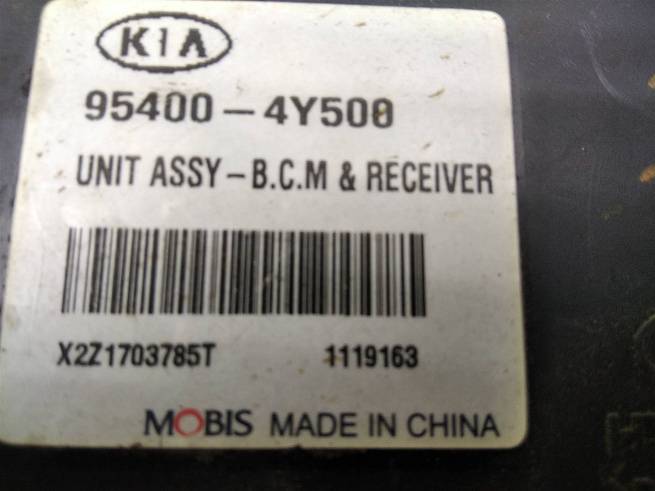 KIA
95400-4Y500
UNIT ASSY-B.C.M & RECEIVER
X2Z1703785T 1119163
MOBIS MADE IN CHINA